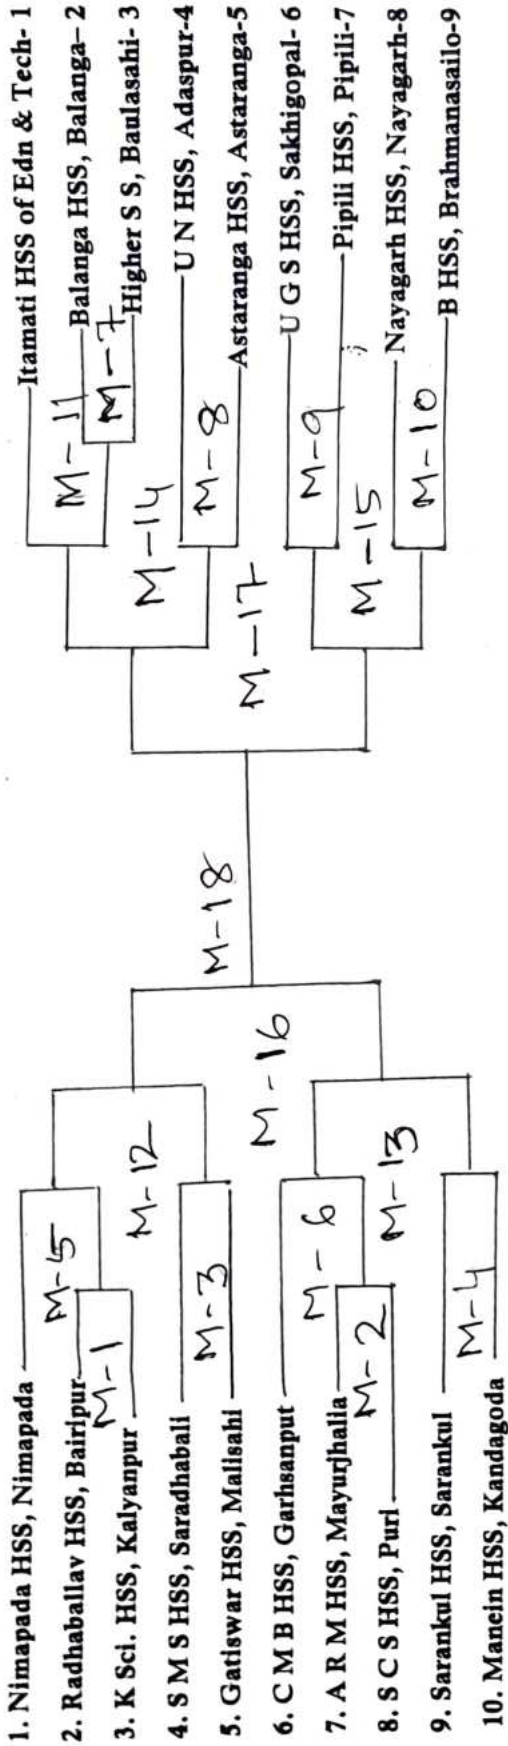 1. Nimapada HSS, Nimapada
2. Radhaballav HSS, Bairipur
3. K Sci. HSS, Kalyanpur
4. S M S HSS, Saradhabali
5. Gatiswar HSS, Malisahi
6. C M B HSS, Garhsanput
7. A R M HSS, Mayurjhalia
8. S C S HSS, Puri
9. Sarankul HSS, Sarankul
10. Manein HSS, Kandagoda
M-5
M-1
M-12
M-3
M-16
M-6
M-2
M-13
M-4
M-18
M-11
M-7
M-14
M-8
M-17
M-9
M-15
M-10
Itamati HSS of Edn & Tech- 1
Balanga HSS, Balanga- 2
Higher S S, Baulasahi- 3
U N HSS, Adaspur-4
Astaranga HSS, Astaranga-5
U G S HSS, Sakhigopal- 6
Pipili HSS, Pipili-7
Nayagarh HSS, Nayagarh-8
B HSS, Brahmanasailo-9